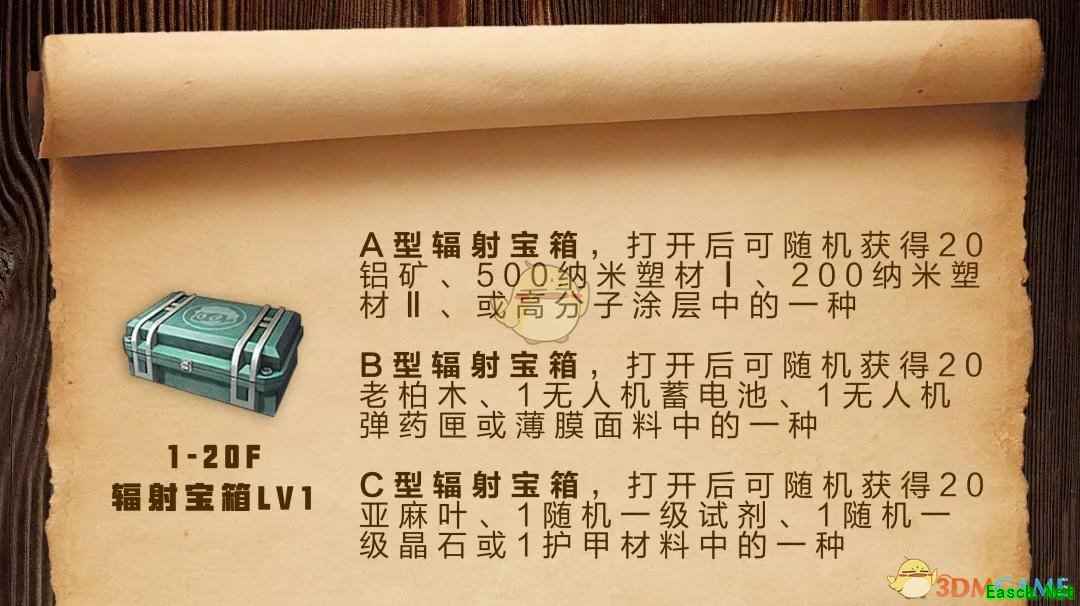 A型辐射宝箱，打开后可随机获得20
铝矿、500纳米塑材Ⅰ、200纳米塑
材Ⅱ、或高分子涂层中的一种
B型辐射宝箱，打开后可随机获得20
老柏木、1无人机蓄电池、1无人机
弹药匣或薄膜面料中的一种
1-20F
辐射宝箱LV1
C型辐射宝箱，打开后可随机获得20
亚麻叶、1随机一级试剂、1随机一
级晶石或1护甲材料中的一种
3DMGAME